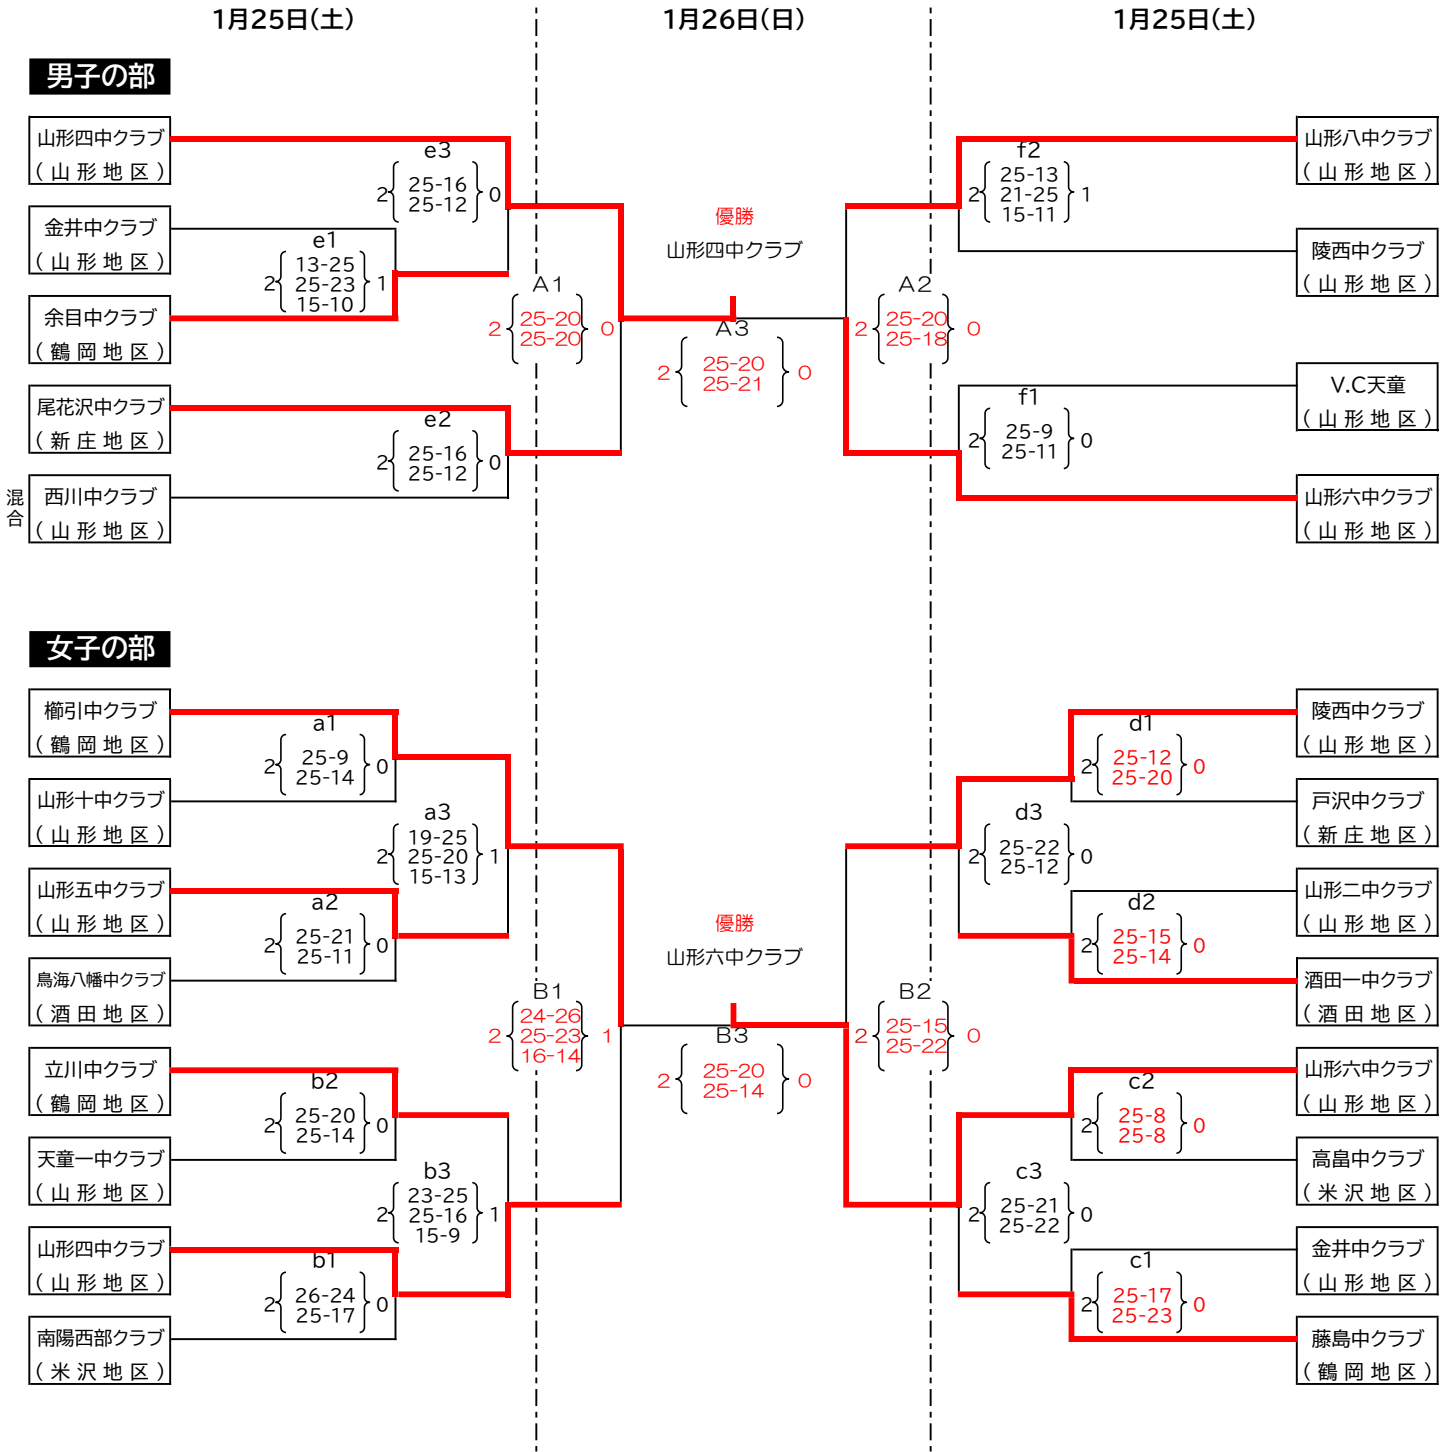 1月25日(土)
1月26日(日)
1月25日(土)
男子の部
山形四中クラブ
(山形地区)
金井中クラブ
(山形地区)
余目中クラブ
(鶴岡地区)
尾花沢中クラブ
(新庄地区)
混合
西川中クラブ
(山形地区)
e3
2 25-16 0
25-12
e1
13-25
2 25-23 1
15-10
e2
2 25-16 0
25-12
A1
2 25-20 0
25-20
優勝
山形四中クラブ
A3
2 25-20 0
25-21
A2
2 25-20 0
25-18
f2
25-13
2 21-25 1
15-11
f1
2 25-9 0
25-11
山形八中クラブ
(山形地区)
陵西中クラブ
(山形地区)
V.C天童
(山形地区)
山形六中クラブ
(山形地区)
女子の部
櫛引中クラブ
(鶴岡地区)
山形十中クラブ
(山形地区)
山形五中クラブ
(山形地区)
鳥海八幡中クラブ
(酒田地区)
立川中クラブ
(鶴岡地区)
天童一中クラブ
(山形地区)
山形四中クラブ
(山形地区)
南陽西部クラブ
(米沢地区)
a1
2 25-9 0
25-14
a3
19-25
2 25-20 1
15-13
a2
2 25-21 0
25-11
b2
2 25-20 0
25-14
b3
23-25
2 25-16 1
15-9
b1
2 26-24 0
25-17
B1
24-26
2 25-23 1
16-14
優勝
山形六中クラブ
B3
2 25-20 0
25-14
B2
2 25-15 0
25-22
d1
2 25-12 0
25-20
d3
2 25-22 0
25-12
d2
2 25-15 0
25-14
c2
2 25-8 0
25-8
c3
2 25-21 0
25-22
c1
2 25-17 0
25-23
陵西中クラブ
(山形地区)
戸沢中クラブ
(新庄地区)
山形二中クラブ
(山形地区)
酒田一中クラブ
(酒田地区)
山形六中クラブ
(山形地区)
高畠中クラブ
(米沢地区)
金井中クラブ
(山形地区)
藤島中クラブ
(鶴岡地区)